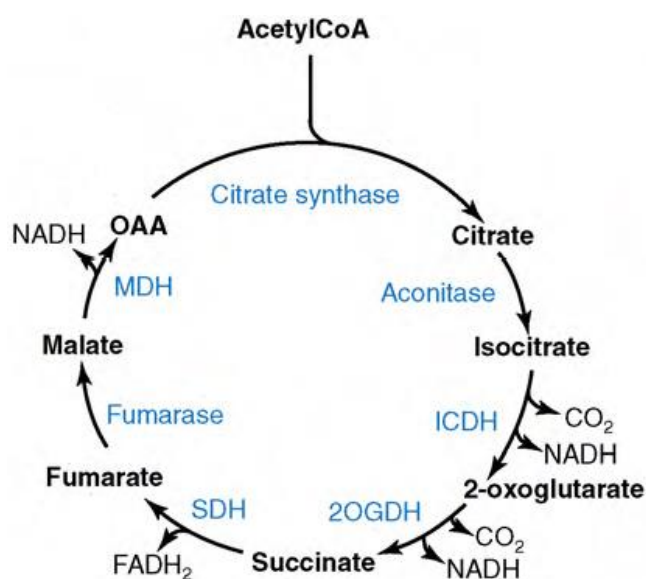 AcetylCoA
Citrate synthase
OAA
NADH
Citrate
MDH
Aconitase
Malate
Isocitrate
Fumarase
ICDH
CO₂
NADH
Fumarate
2-oxoglutarate
SDH
2OGDH
CO₂
FADH₂
Succinate
NADH